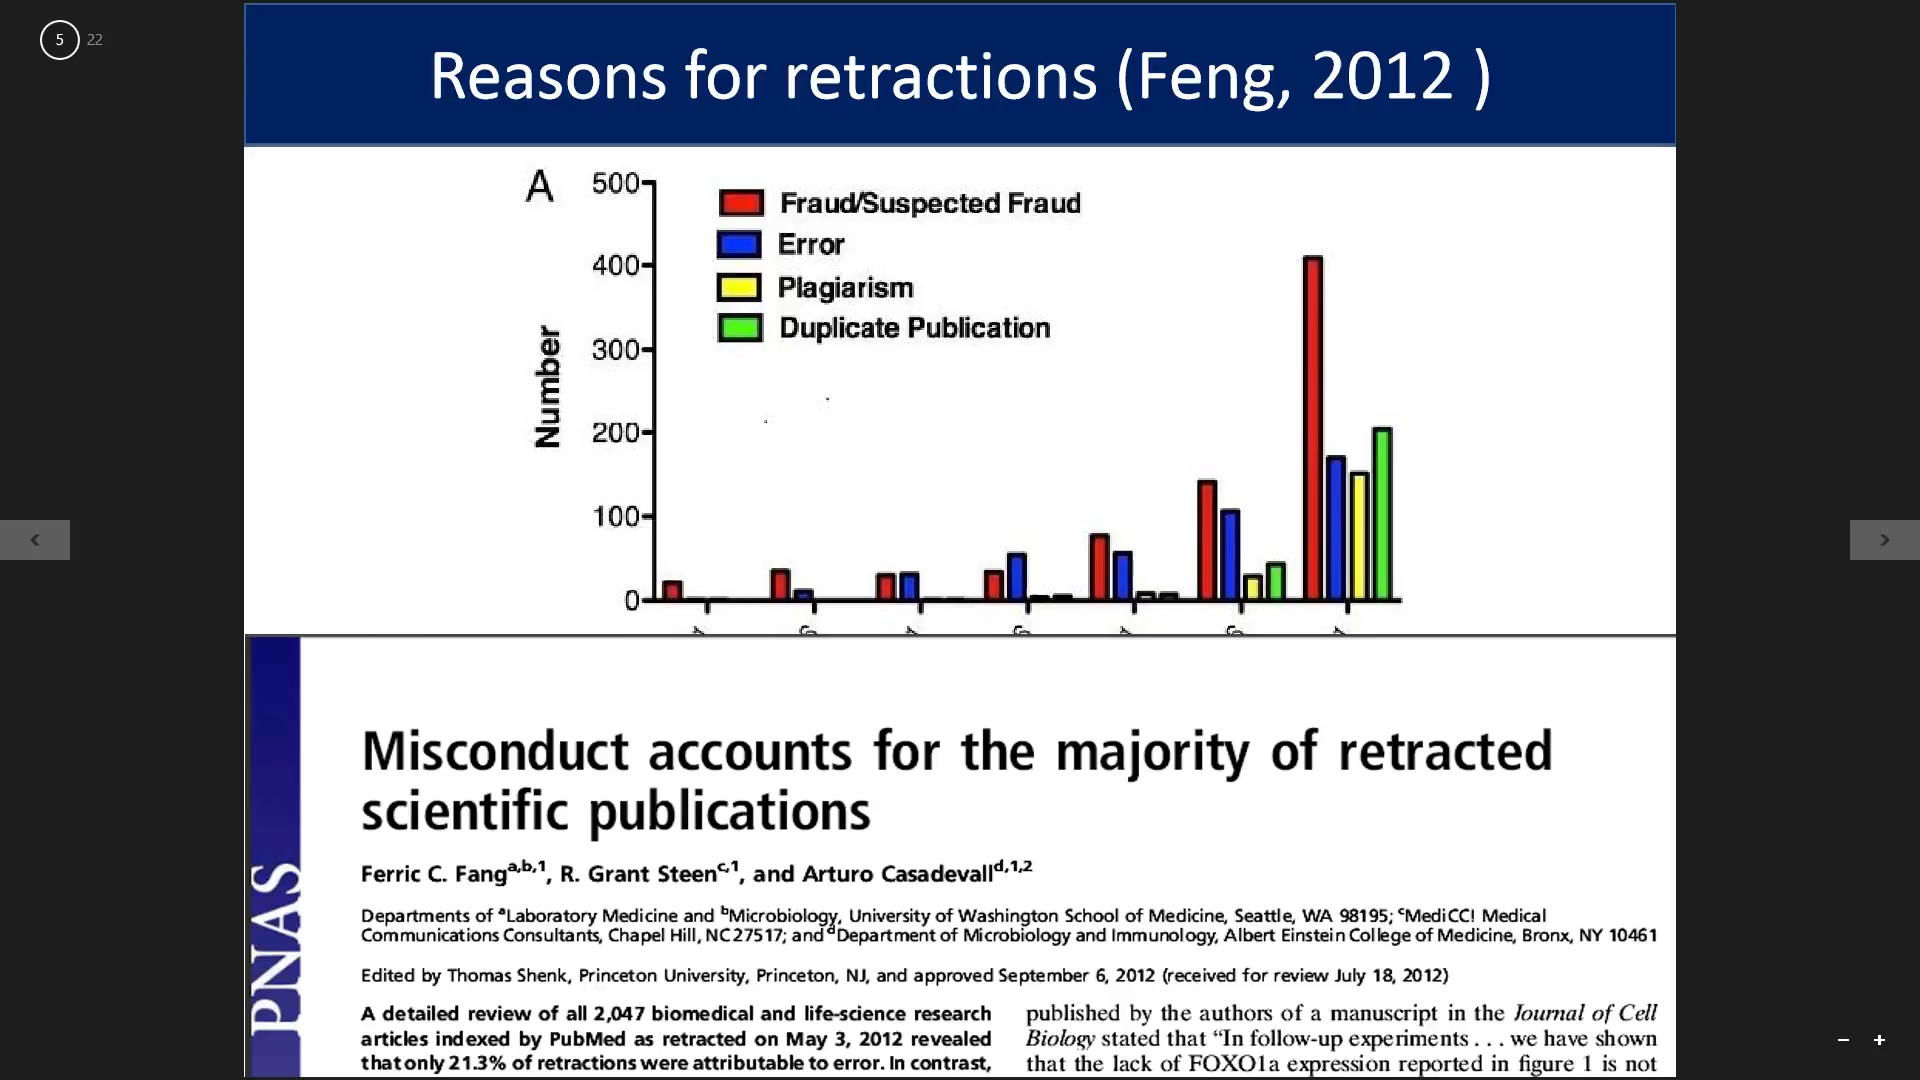 5 22
Reasons for retractions (Feng, 2012 )
A
500
400
300
200
100
0
Number
Fraud/Suspected Fraud
Error
Plagiarism
Duplicate Publication
PNAS
Misconduct accounts for the majority of retracted
scientific publications
Ferric C. Fangᵃ,ᵇ,¹, R. Grant Steenᶜ,¹, and Arturo Casadevallᵈ,¹,²
Departments of ᵃLaboratory Medicine and ᵇMicrobiology, University of Washington School of Medicine, Seattle, WA 98195; ᶜMediCC! Medical
Communications Consultants, Chapel Hill, NC 27517; and ᵈDepartment of Microbiology and Immunology, Albert Einstein College of Medicine, Bronx, NY 10461
Edited by Thomas Shenk, Princeton University, Princeton, NJ, and approved September 6, 2012 (received for review July 18, 2012)
A detailed review of all 2,047 biomedical and life-science research
articles indexed by PubMed as retracted on May 3, 2012 revealed
that only 21.3% of retractions were attributable to error. In contrast,
published by the authors of a manuscript in the Journal of Cell
Biology stated that “In follow-up experiments . . . we have shown
that the lack of FOXO1a expression reported in figure 1 is not